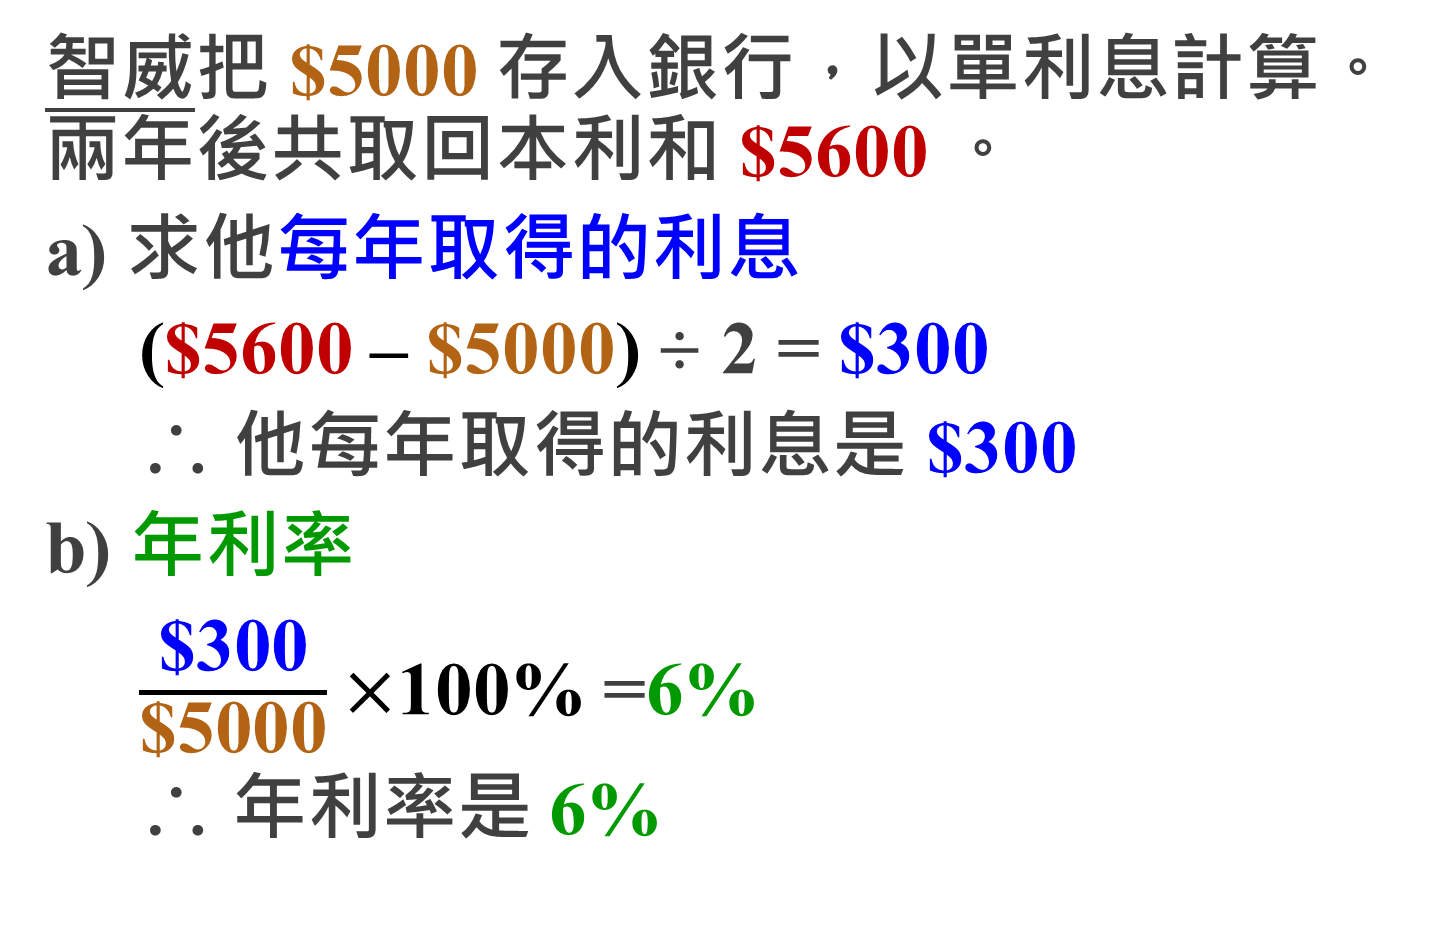 智威把 $5000 存入銀行，以單利息計算。
兩年後共取回本利和 $5600 。
a) 求他每年取得的利息
($5600 – $5000) ÷ 2 = $300
∴ 他每年取得的利息是 $300
b) 年利率
$300
$5000
×100% =6%
∴ 年利率是 6%